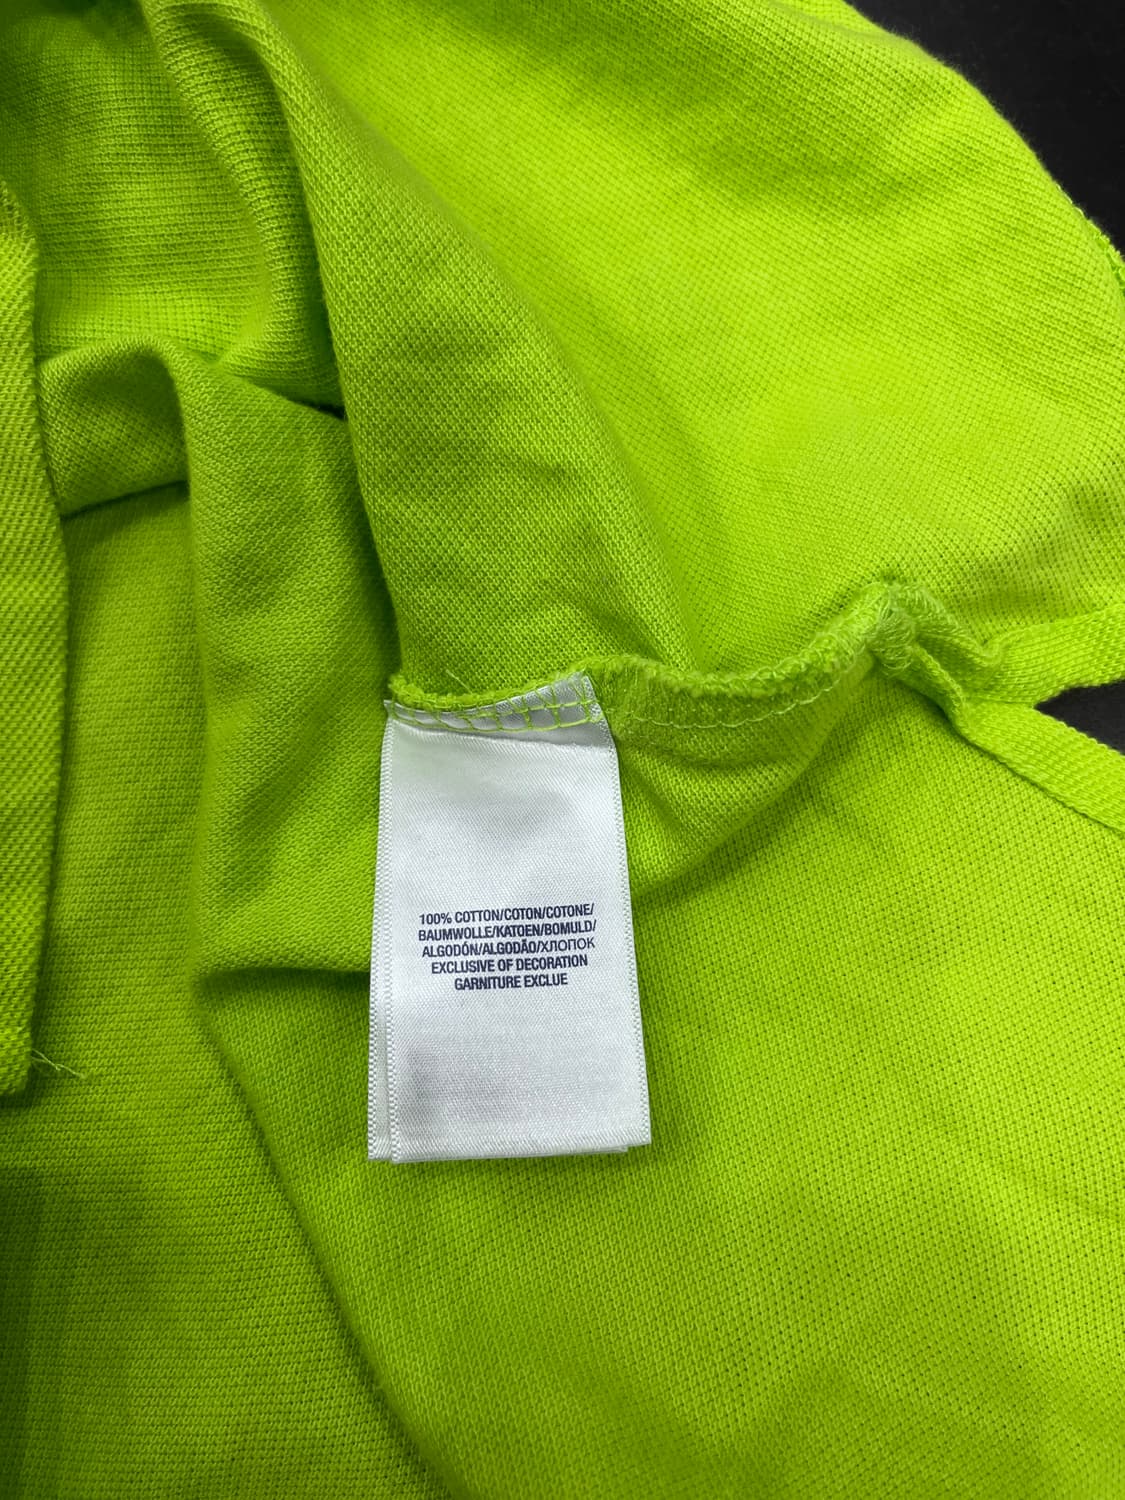 100% COTTON/COTON/COTONE/
BAUMWOLLE/KATOEN/BOMULD/
ALGODÓN/ALGODÃO/ХЛОПОК
EXCLUSIVE OF DECORATION
GARNITURE EXCLUE